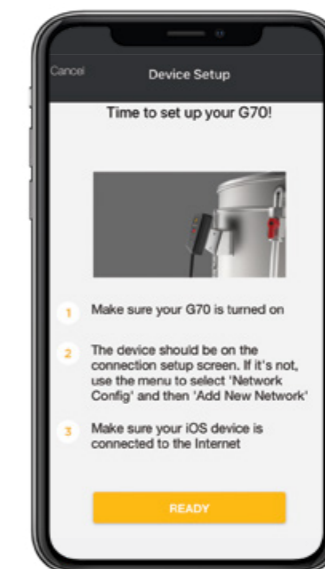 Cancel
Device Setup
Time to set up your G70!
1 Make sure your G70 is turned on
2 The device should be on the
connection setup screen. If it's not,
use the menu to select 'Network
Config' and then 'Add New Network'
3 Make sure your iOS device is
connected to the Internet
READY